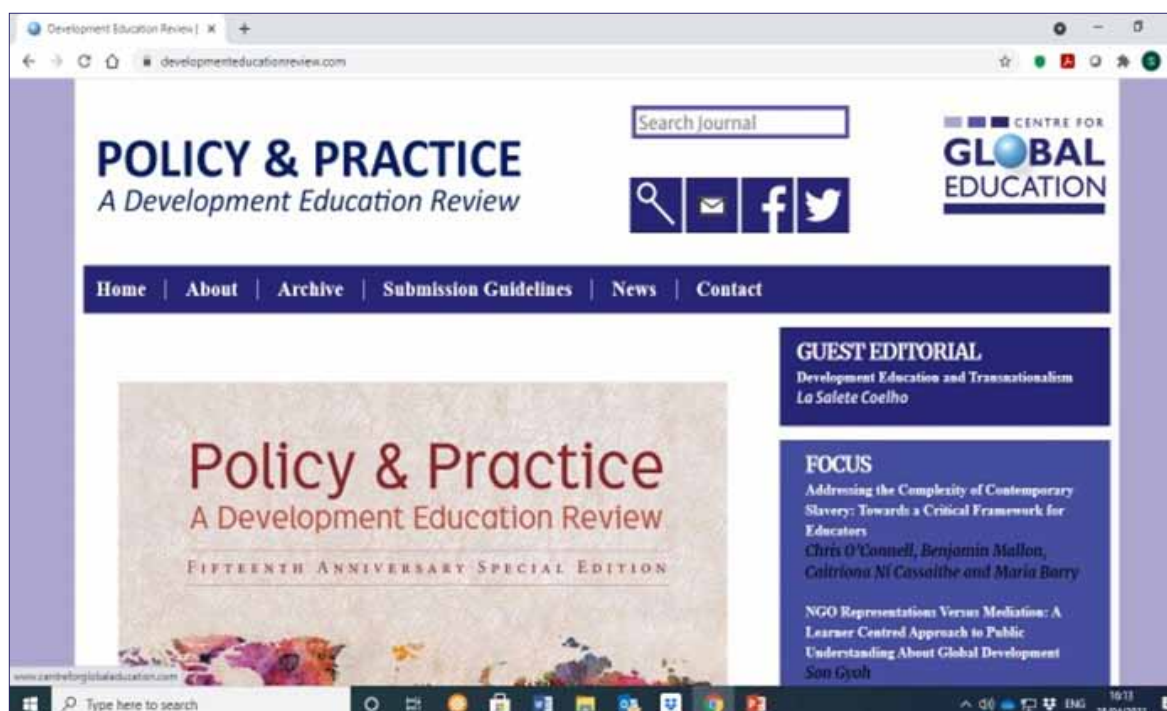 Development Education Review |
developmenteducationreview.com
POLICY & PRACTICE
A Development Education Review
Search Journal
CENTRE FOR
GLOBAL
EDUCATION
Home | About | Archive | Submission Guidelines | News | Contact
Policy & Practice
A Development Education Review
FIFTEENTH ANNIVERSARY SPECIAL EDITION
GUEST EDITORIAL
Development Education and Transnationalism
La Salete Coelho
FOCUS
Addressing the Complexity of Contemporary
Slavery: Towards a Critical Framework for
Educators
Chris O'Connell, Benjamin Mallon,
Caitríona Ní Cassaithe and Maria Barry
NGO Representations Versus Mediation: A
Learner Centred Approach to Public
Understanding About Global Development
Son Gyoh
www.centreforglobaleducation.com
Type here to search
ENG
16:13